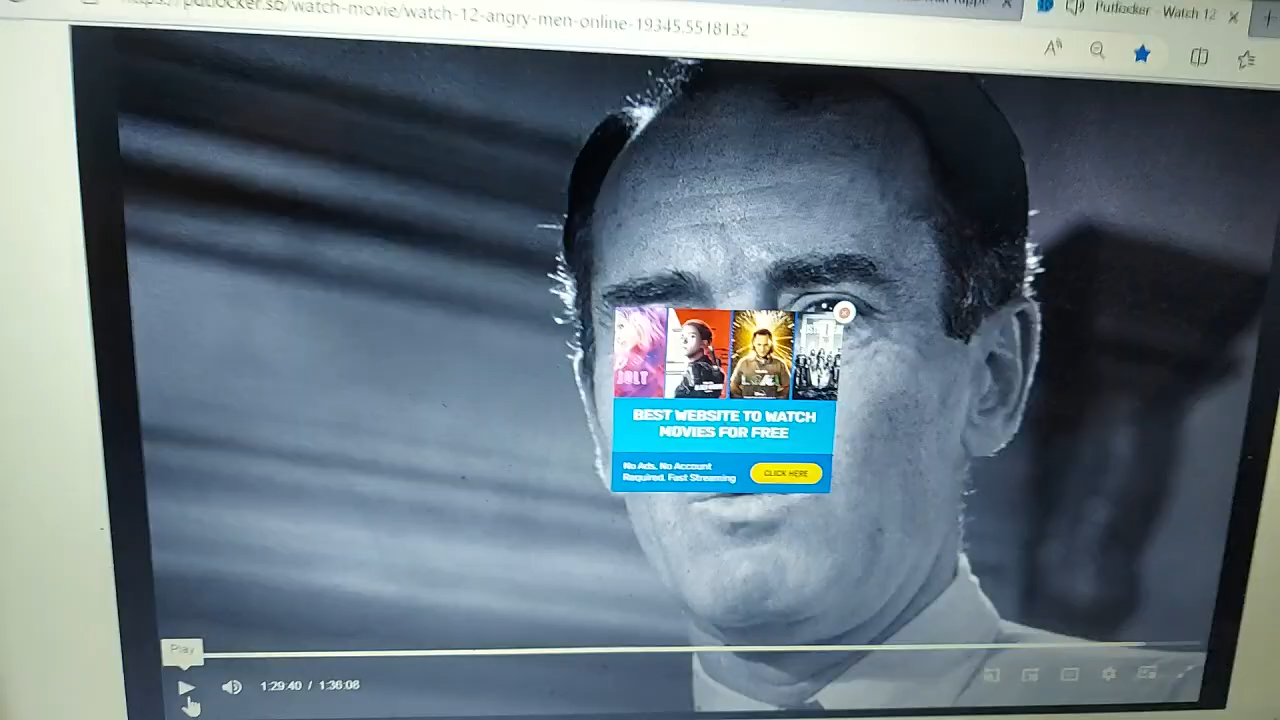 https://putlocker.sb/watch-movie/watch-12-angry-men-online-19345.5518132
Putlocker - Watch 12
JOLT
BEST WEBSITE TO WATCH
MOVIES FOR FREE
No Ads. No Account
Required. Fast Streaming
CLICK HERE
Play
1:29:40 / 1:36:08